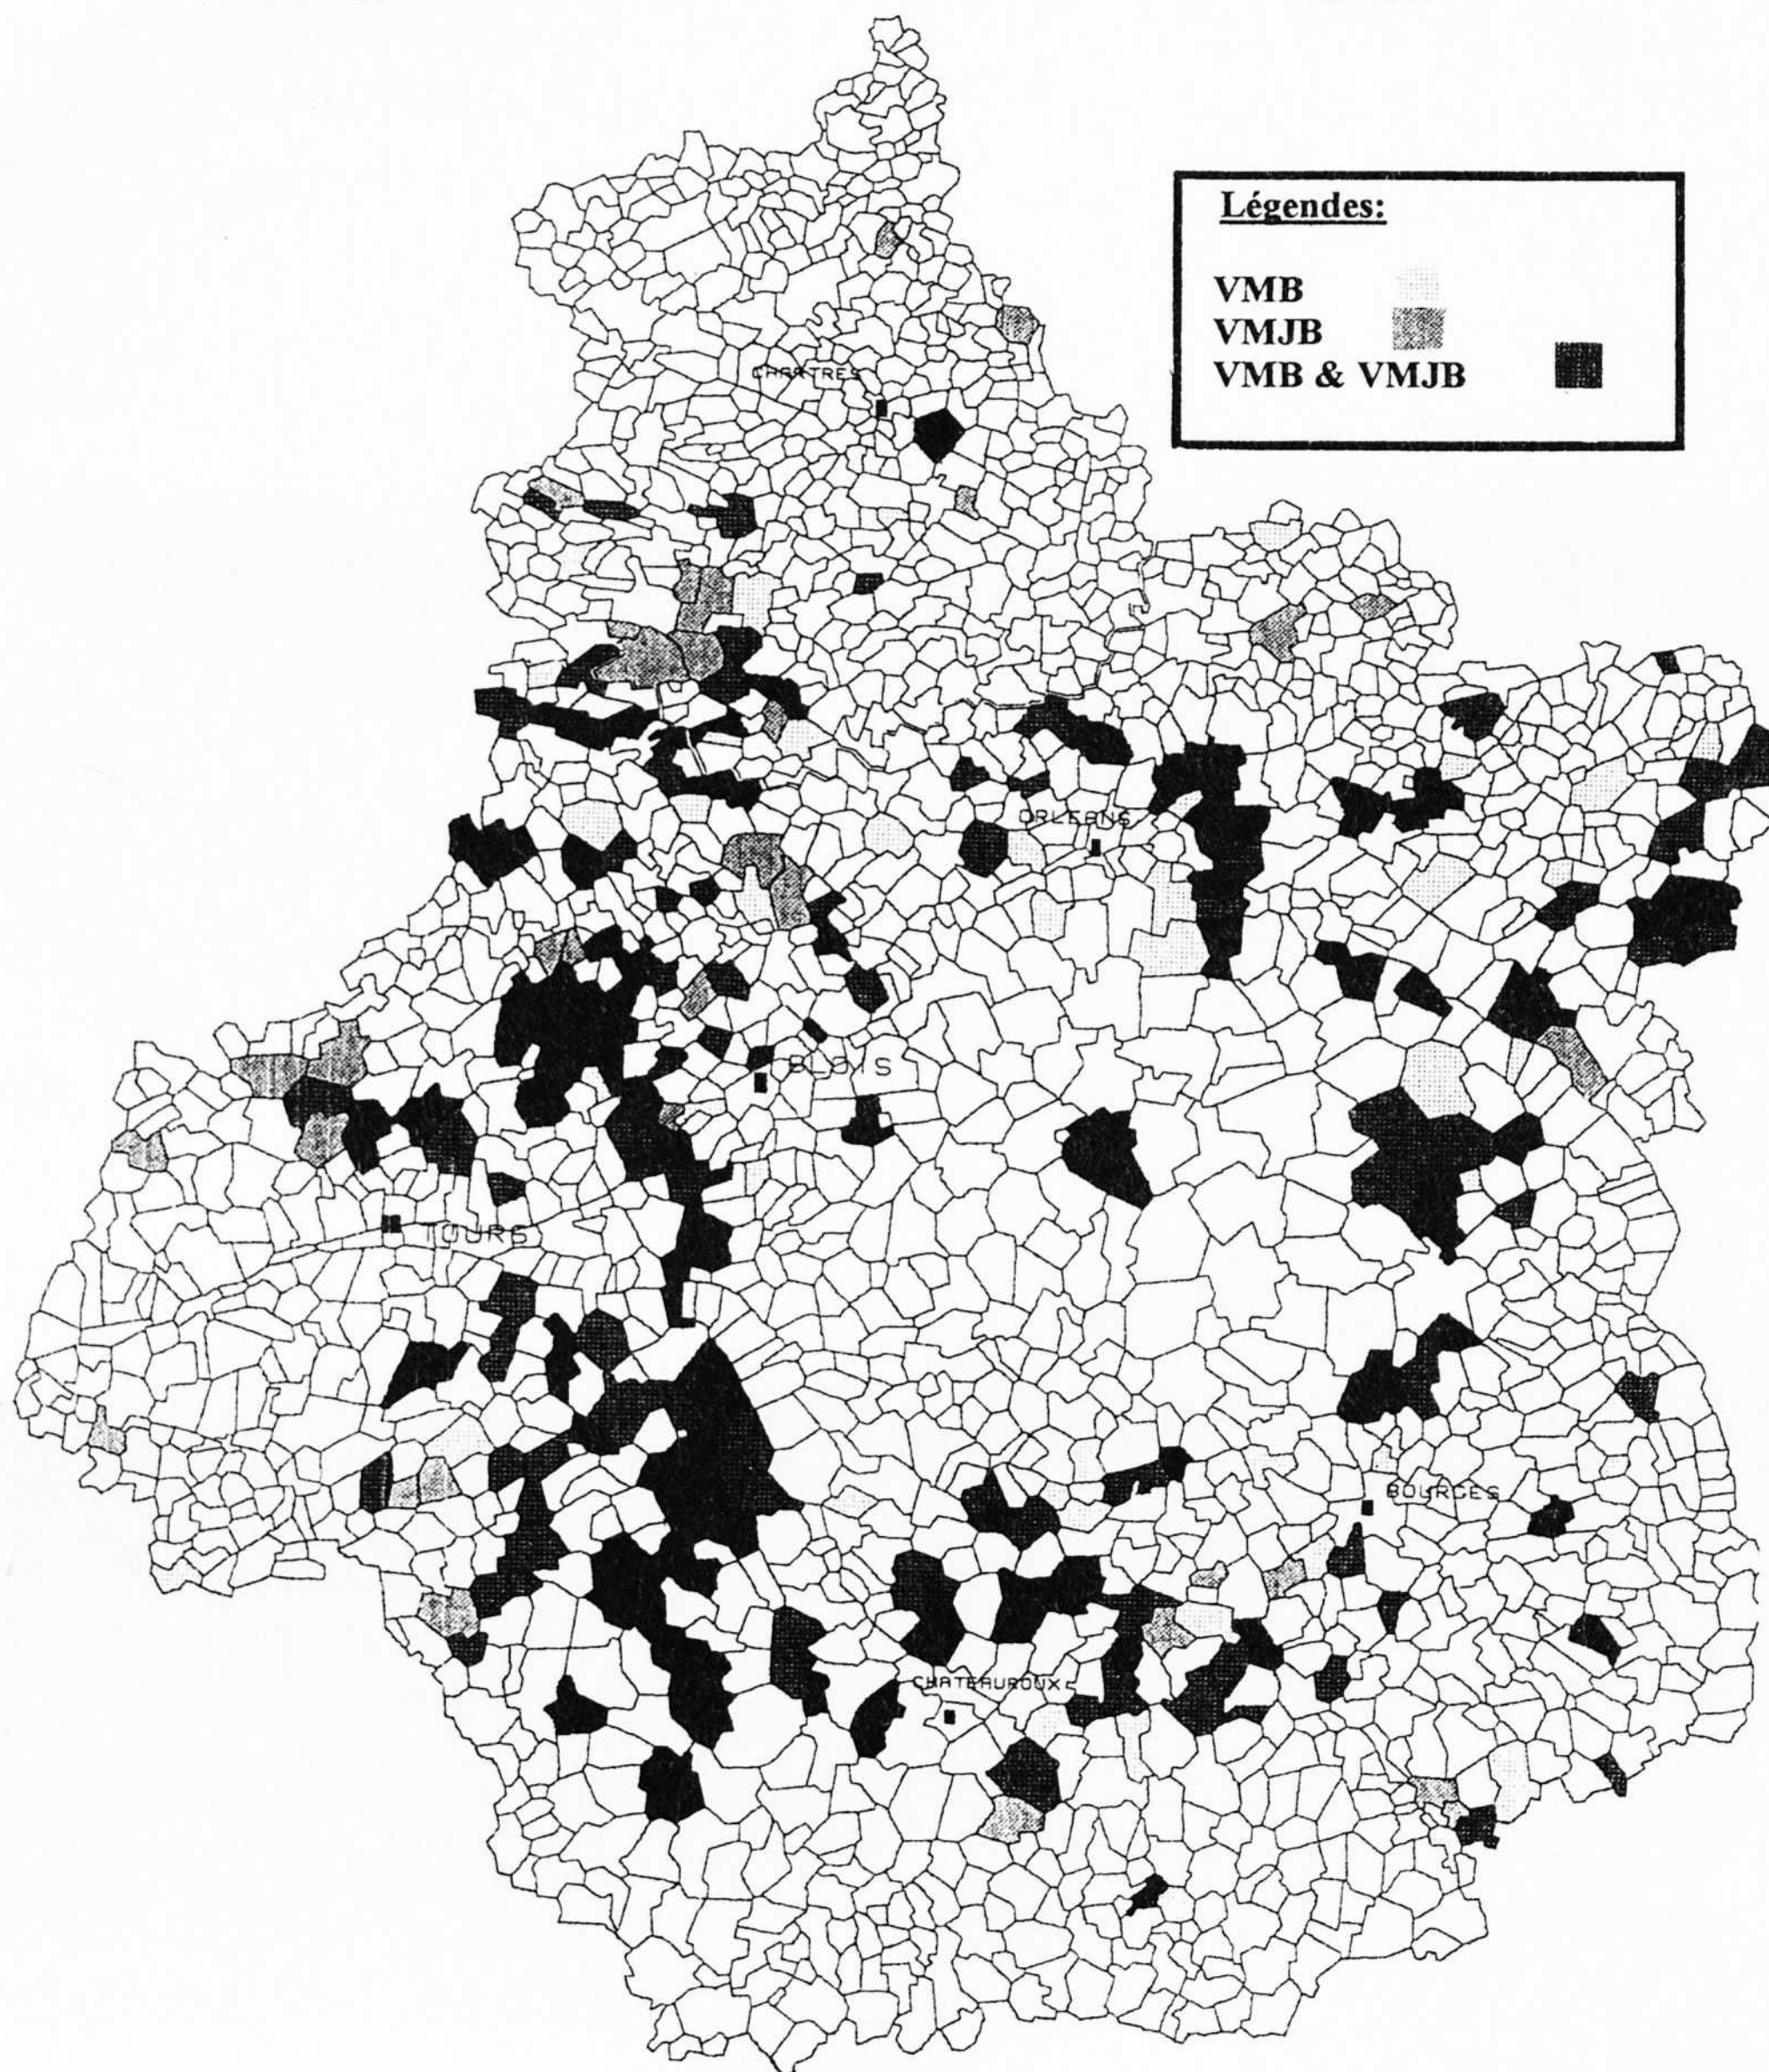 Légendes:
VMB
VMJB
VMB & VMJB
CHARTRES
ORLEANS
BLOIS
TOURS
BOURGES
CHATEAUROUX